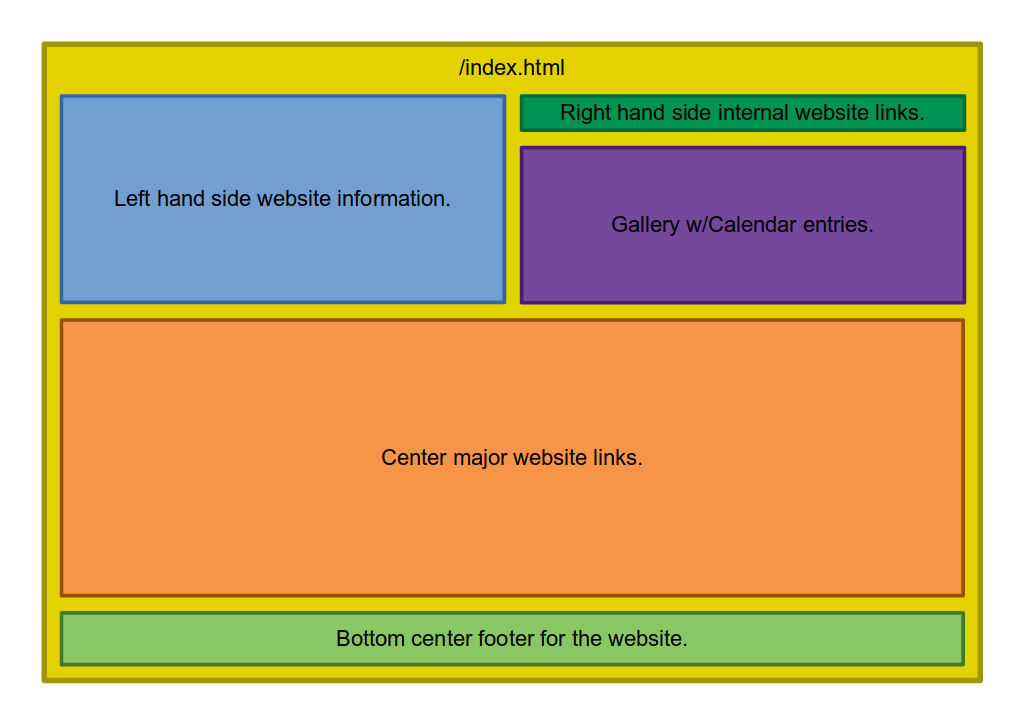 /index.html
Left hand side website information.
Right hand side internal website links.
Gallery w/Calendar entries.
Center major website links.
Bottom center footer for the website.